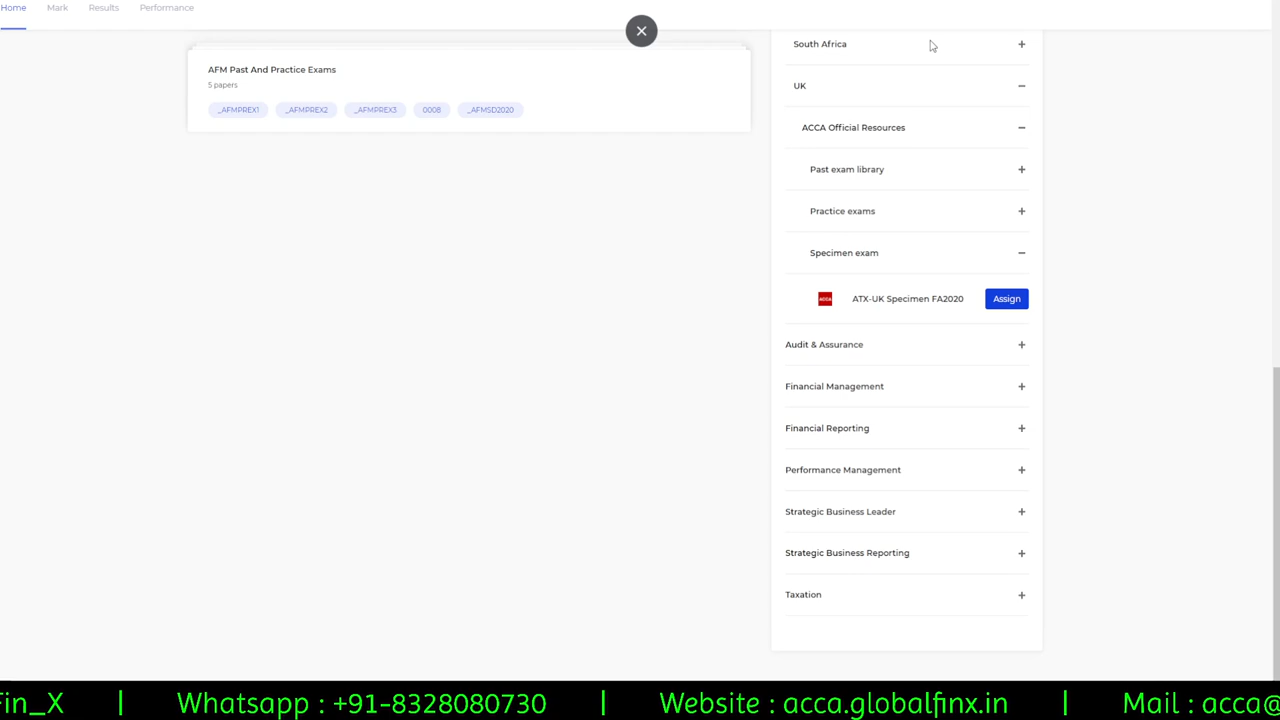 Home Mark Results Performance
AFM Past And Practice Exams
5 papers
_AFMPREX1 _AFMPREX2 _AFMPREX3 0008 _AFMSD2020
South Africa +
UK −
ACCA Official Resources −
Past exam library +
Practice exams +
Specimen exam −
ACCA ATX-UK Specimen FA2020 Assign
Audit & Assurance +
Financial Management +
Financial Reporting +
Performance Management +
Strategic Business Leader +
Strategic Business Reporting +
Taxation +
Fin_X | Whatsapp : +91-8328080730 | Website : acca.globalfinx.in | Mail : acca@